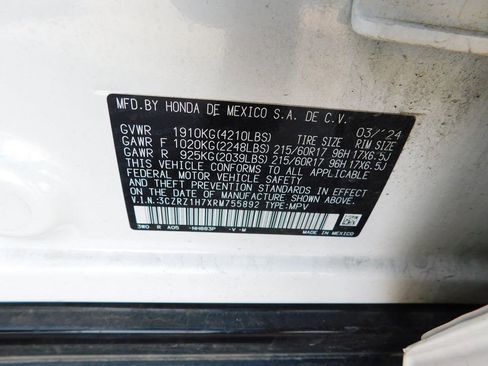 MFD.BY HONDA DE MEXICO S.A. DE C.V.
GVWR 1910KG(4210LBS) TIRE SIZE 03/'24 RIM SIZE
GAWR F 1020KG(2248LBS) 215/60R17 96H 17X6.5J
GAWR R 925KG(2039LBS) 215/60R17 96H 17X6.5J
THIS VEHICLE CONFORMS TO ALL APPLICABLE
FEDERAL MOTOR VEHICLE SAFETY AND
THEFT PREVENTION STANDARDS IN EFFECT ON
THE DATE OF MANUFACTURE SHOWN ABOVE.
V.I.N.:3CZRZ1H7XRM755892 TYPE:MPV
3W0 R A05 -NH883P -V -M